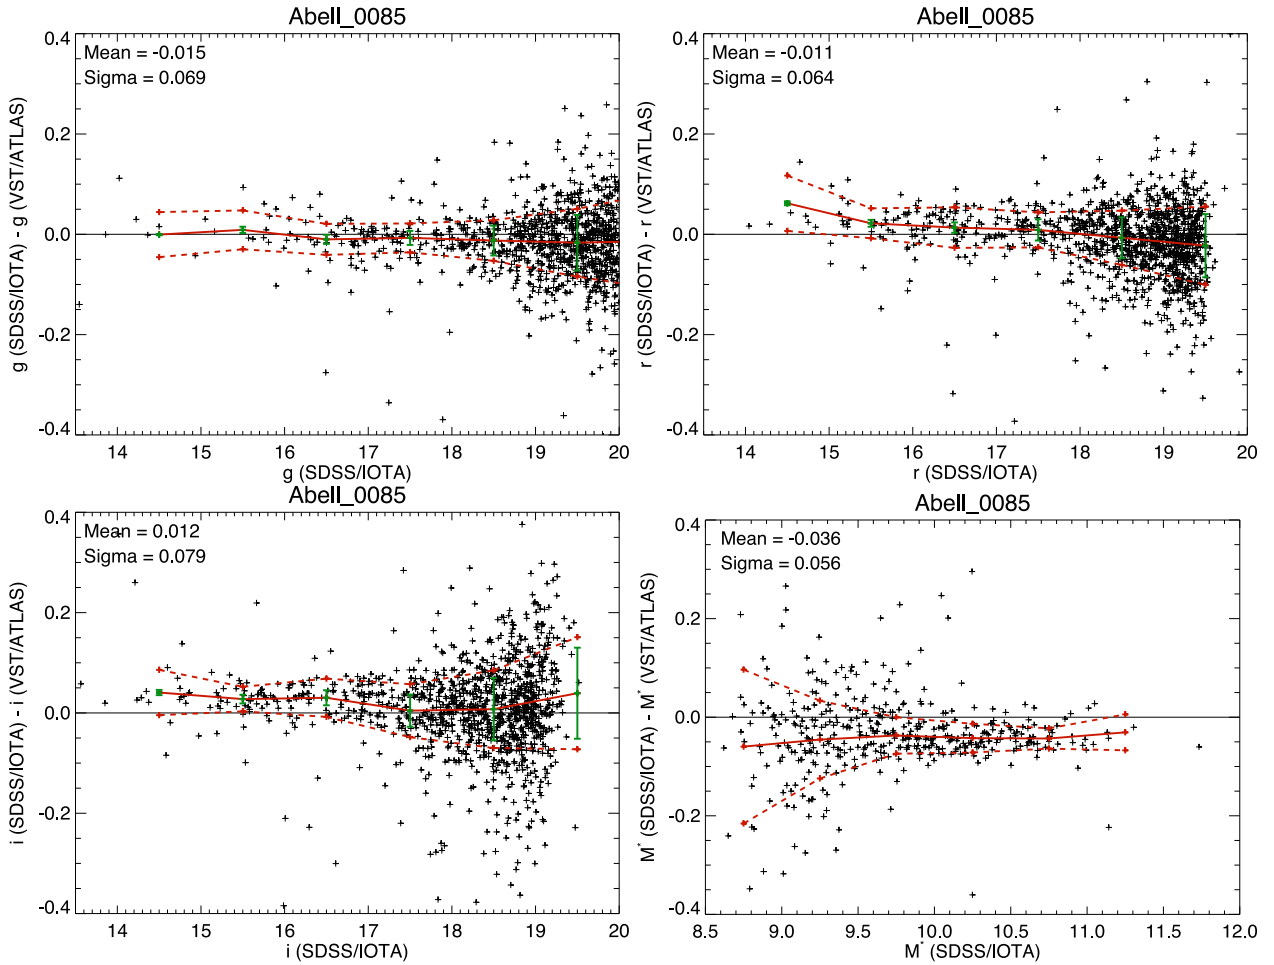 Abell_0085
Mean = -0.015
Sigma = 0.069
0.4
0.2
0.0
-0.2
-0.4
g (SDSS/IOTA) - g (VST/ATLAS)
14 15 16 17 18 19 20
g (SDSS/IOTA)
Abell_0085
Mean = -0.011
Sigma = 0.064
0.4
0.2
0.0
-0.2
-0.4
r (SDSS/IOTA) - r (VST/ATLAS)
14 15 16 17 18 19 20
r (SDSS/IOTA)
Abell_0085
Mean = 0.012
Sigma = 0.079
0.4
0.2
0.0
-0.2
-0.4
i (SDSS/IOTA) - i (VST/ATLAS)
14 15 16 17 18 19 20
i (SDSS/IOTA)
Abell_0085
Mean = -0.036
Sigma = 0.056
0.4
0.2
0.0
-0.2
-0.4
M* (SDSS/IOTA) - M* (VST/ATLAS)
8.5 9.0 9.5 10.0 10.5 11.0 11.5 12.0
M* (SDSS/IOTA)